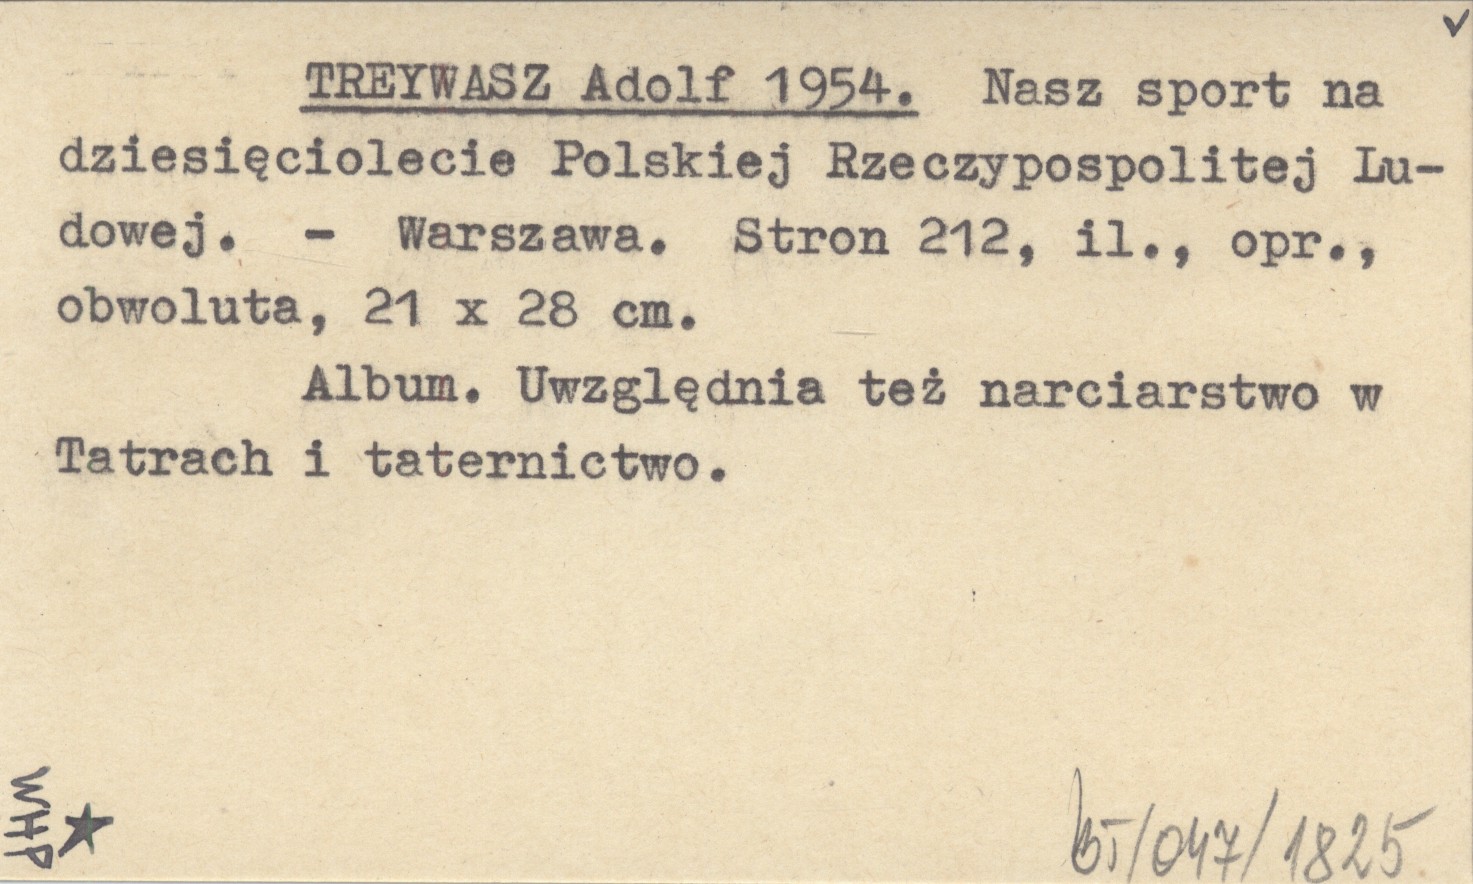 TREYWASZ Adolf 1954. Nasz sport na
dziesięciolecie Polskiej Rzeczypospolitej Lu-
dowej. - Warszawa. Stron 212, il., opr.,
obwoluta, 21 x 28 cm.
Album. Uwzględnia też narciarstwo w
Tatrach i taternictwo.
WHP
BT/047/1825